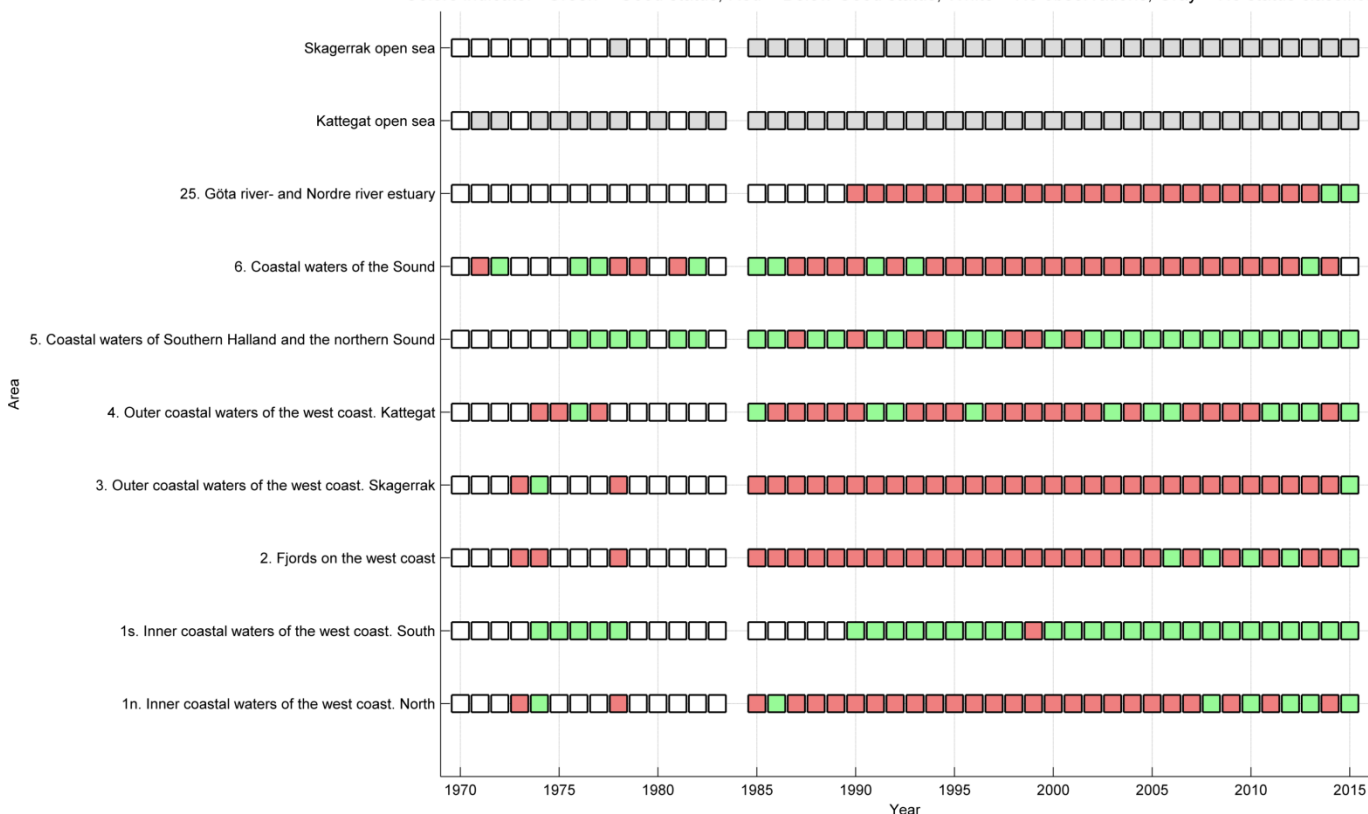 Skagerrak open sea
Kattegat open sea
25. Göta river- and Nordre river estuary
6. Coastal waters of the Sound
5. Coastal waters of Southern Halland and the northern Sound
4. Outer coastal waters of the west coast. Kattegat
Area
3. Outer coastal waters of the west coast. Skagerrak
2. Fjords on the west coast
1s. Inner coastal waters of the west coast. South
1n. Inner coastal waters of the west coast. North
1970 1975 1980 1985 1990 1995 2000 2005 2010 2015
Year